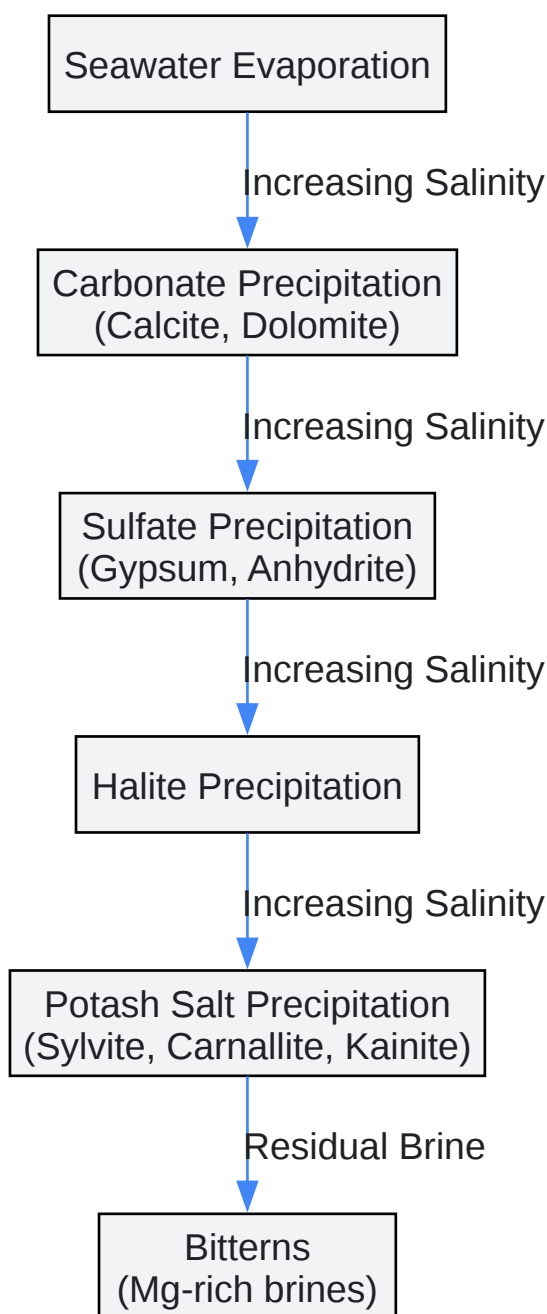 Seawater Evaporation
Increasing Salinity
Carbonate Precipitation
(Calcite, Dolomite)
Increasing Salinity
Sulfate Precipitation
(Gypsum, Anhydrite)
Increasing Salinity
Halite Precipitation
Increasing Salinity
Potash Salt Precipitation
(Sylvite, Carnallite, Kainite)
Residual Brine
Bitterns
(Mg-rich brines)